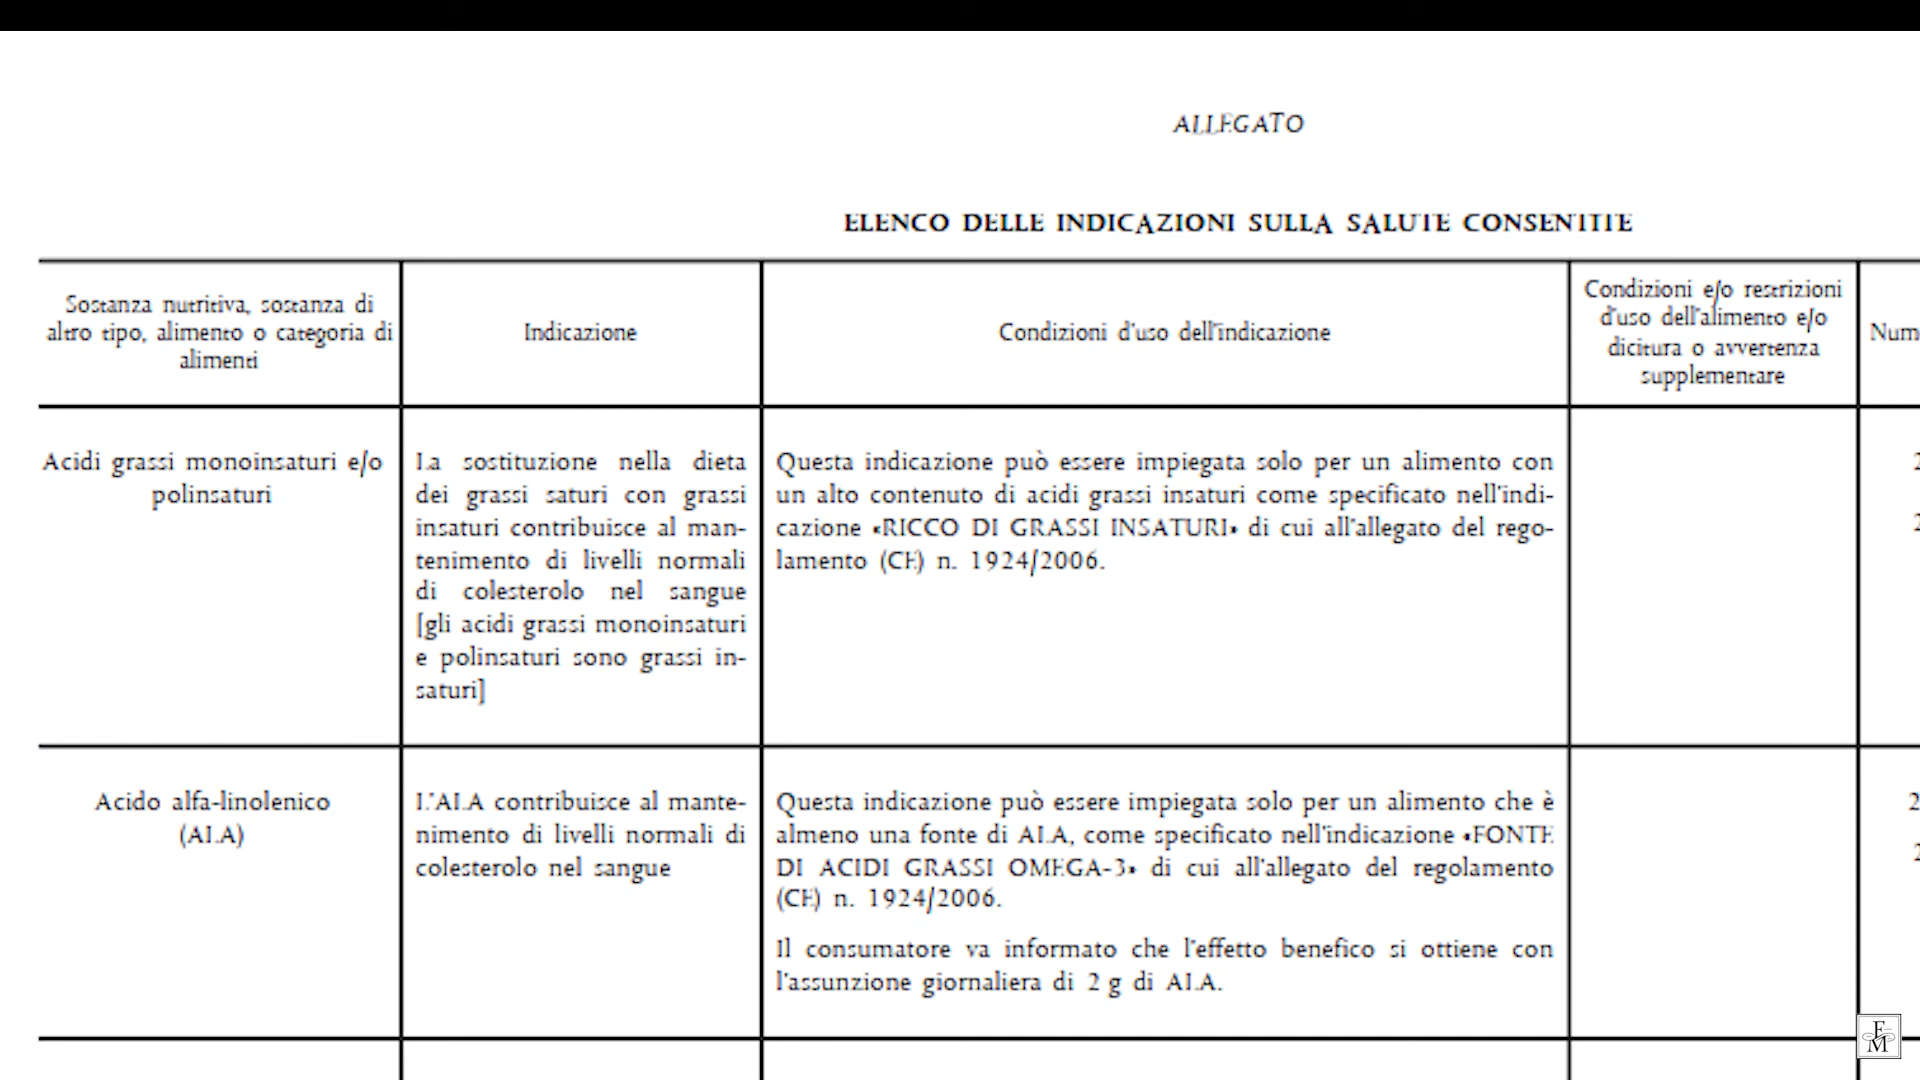 ALLEGATO
ELENCO DELLE INDICAZIONI SULLA SALUTE CONSENTITE
Sostanza nutritiva, sostanza di
altro tipo, alimento o categoria di
alimenti
Indicazione
Condizioni d'uso dell'indicazione
Condizioni e/o restrizioni
d'uso dell'alimento e/o
dicitura o avvertenza
supplementare
Acidi grassi monoinsaturi e/o
polinsaturi
La sostituzione nella dieta
dei grassi saturi con grassi
insaturi contribuisce al man-
tenimento di livelli normali
di colesterolo nel sangue
[gli acidi grassi monoinsaturi
e polinsaturi sono grassi in-
saturi]
Questa indicazione può essere impiegata solo per un alimento con
un alto contenuto di acidi grassi insaturi come specificato nell'indi-
cazione «RICCO DI GRASSI INSATURI» di cui all'allegato del rego-
lamento (CE) n. 1924/2006.
Acido alfa-linolenico
(ALA)
L'ALA contribuisce al mante-
nimento di livelli normali di
colesterolo nel sangue
Questa indicazione può essere impiegata solo per un alimento che è
almeno una fonte di ALA, come specificato nell'indicazione «FONTE
DI ACIDI GRASSI OMEGA-3» di cui all'allegato del regolamento
(CE) n. 1924/2006.
Il consumatore va informato che l'effetto benefico si ottiene con
l'assunzione giornaliera di 2 g di ALA.
F
M